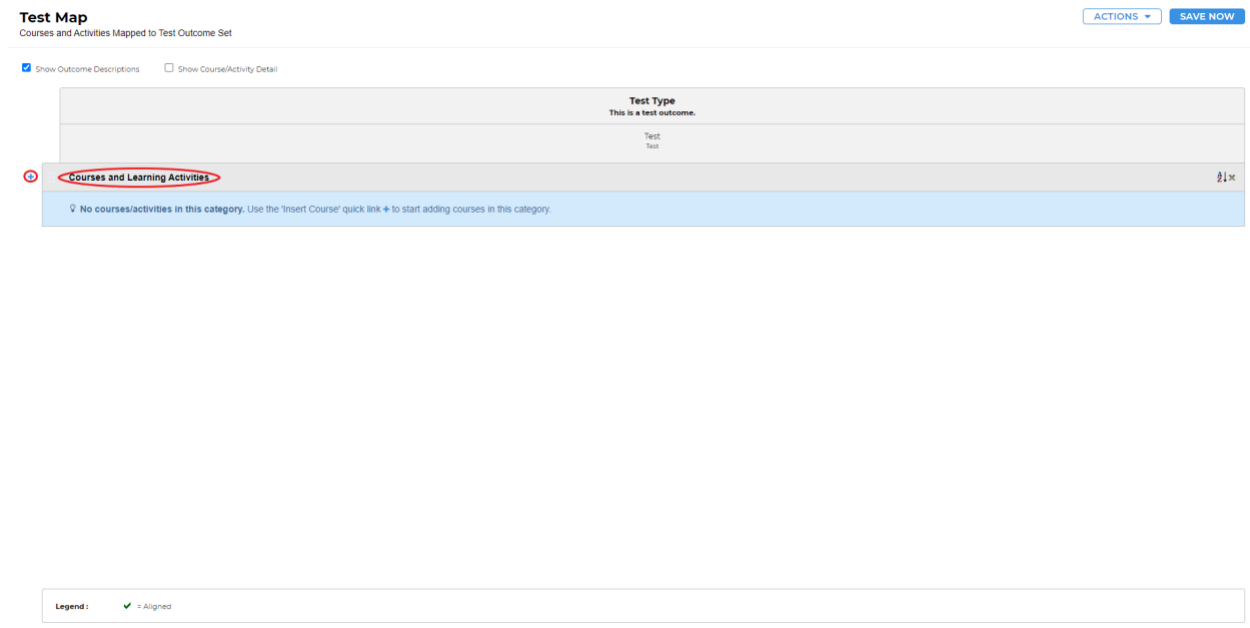 Test Map
ACTIONS
SAVE NOW
Courses and Activities Mapped to Test Outcome Set
Show Outcome Descriptions
Show Course/Activity Detail
Test Type
This is a test outcome.
Test
Test
Courses and Learning Activities
No courses/activities in this category. Use the 'Insert Course' quick link + to start adding courses in this category.
Legend :
= Aligned